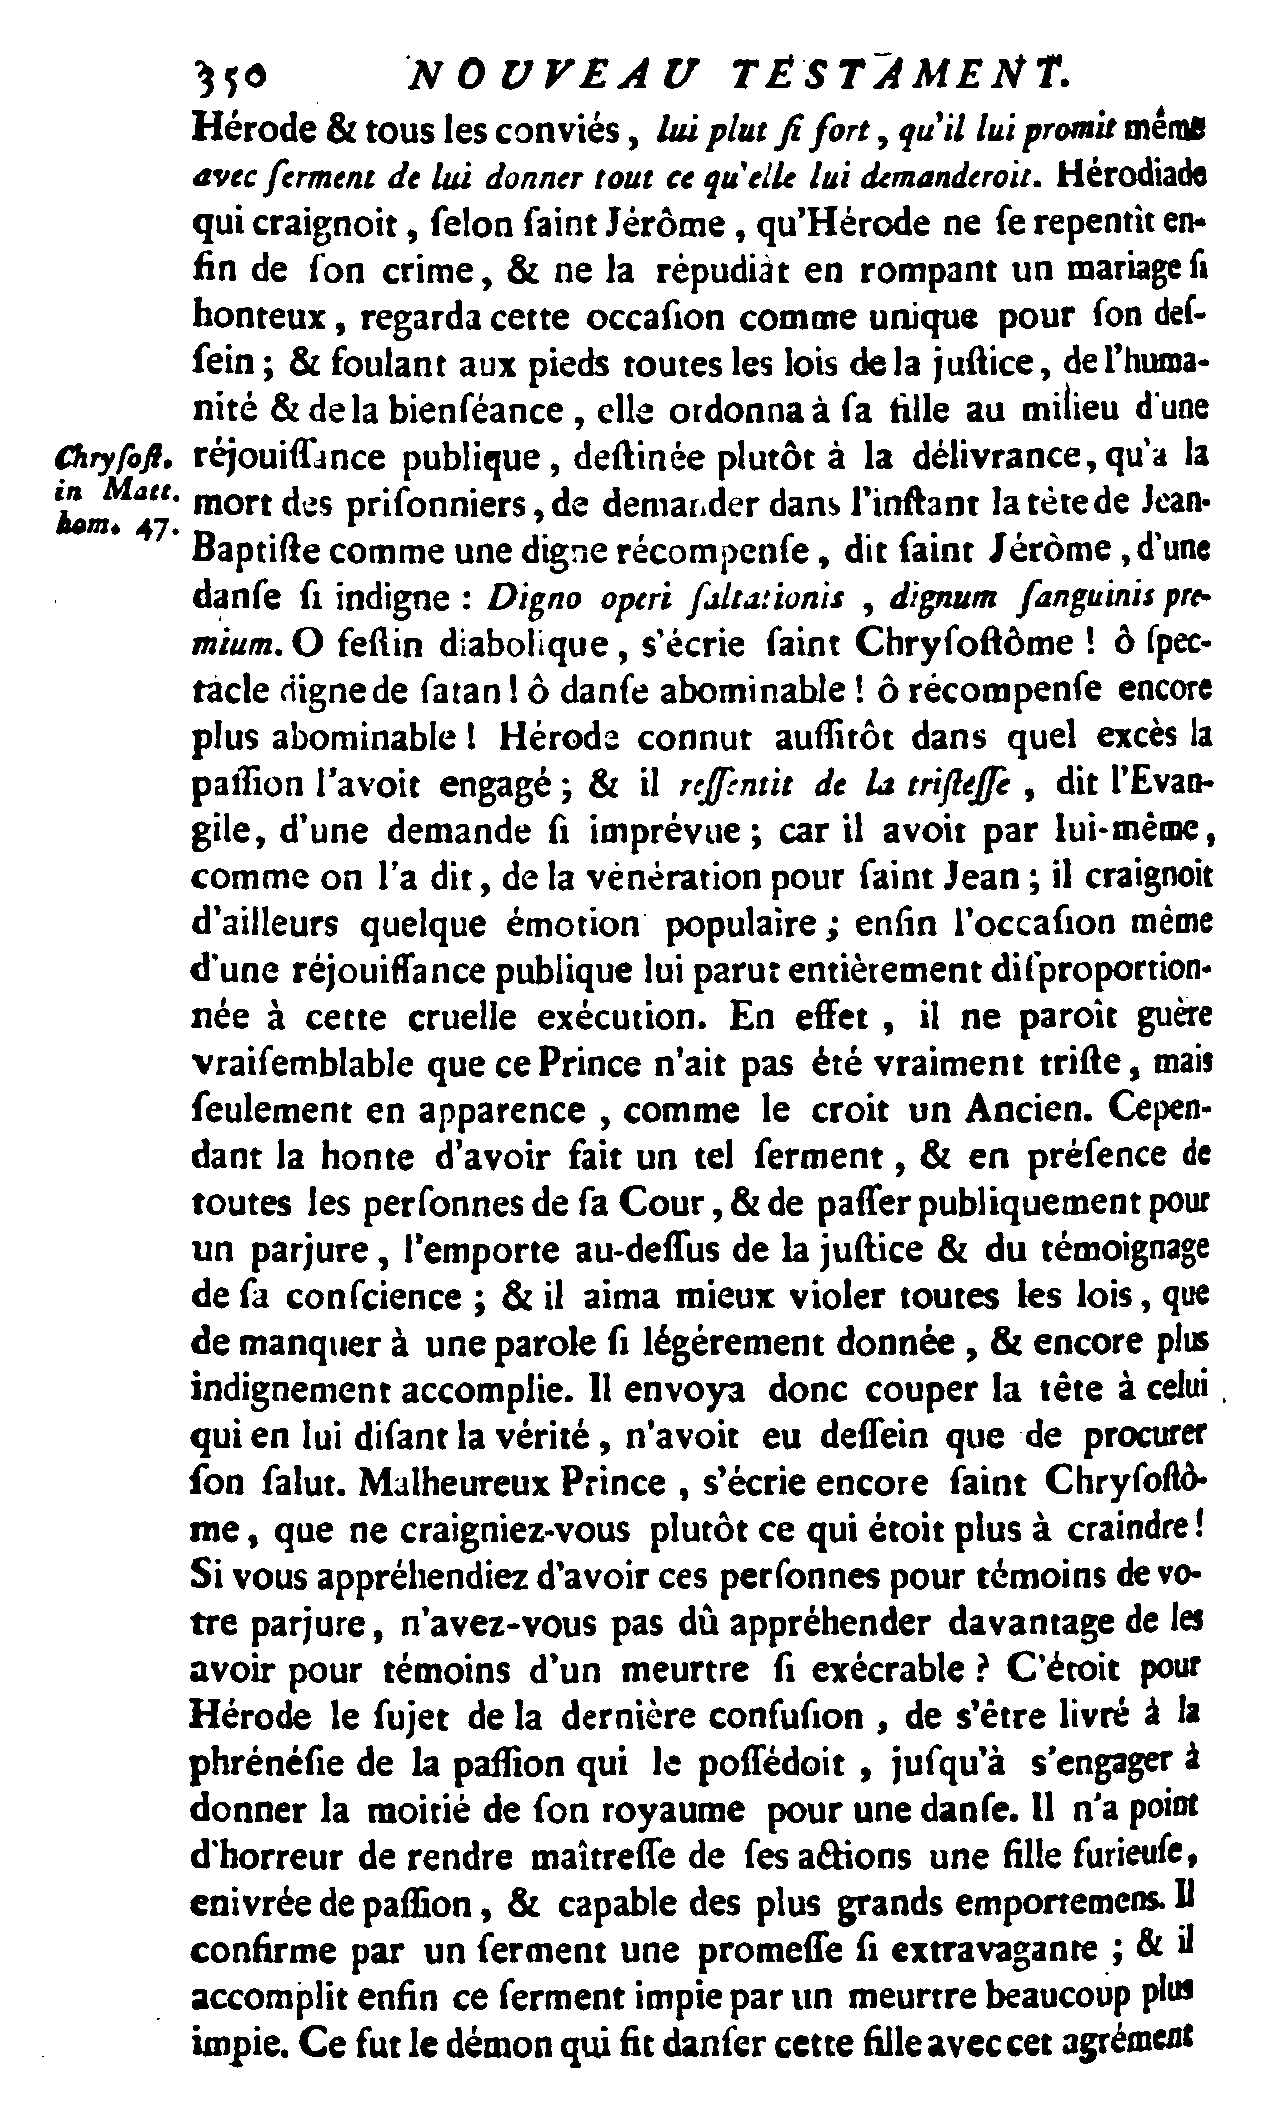 350 NOUVEAU TESTAMENT.
Hérode & tous les conviés, lui plut ſi fort, qu'il lui promit même
avec ſerment de lui donner tout ce qu'elle lui demanderoit. Hérodiade
qui craignoit, ſelon ſaint Jérôme, qu'Hérode ne ſe repentît en-
fin de ſon crime, & ne la répudiât en rompant un mariage ſi
honteux, regarda cette occaſion comme unique pour ſon deſ-
ſein; & foulant aux pieds toutes les lois de la juſtice, de l'huma-
nité & de la bienſéance, elle ordonna à ſa fille au milieu d'une
réjouiſſance publique, deſtinée plutôt à la délivrance, qu'à la
mort des priſonniers, de demander dans l'inſtant la tête de Jean-
Baptiſte comme une digne récompenſe, dit ſaint Jérôme, d'une
danſe ſi indigne : Digno operi ſaltationis, dignum ſanguinis pre-
mium. O feſtin diabolique, s'écrie ſaint Chryſoſtôme ! ô ſpec-
tacle digne de ſatan ! ô danſe abominable ! ô récompenſe encore
plus abominable ! Hérode connut auſſitôt dans quel excès la
paſſion l'avoit engagé; & il reſſentit de la triſteſſe, dit l'Evan-
gile, d'une demande ſi imprévue; car il avoit par lui-même,
comme on l'a dit, de la vénération pour ſaint Jean; il craignoit
d'ailleurs quelque émotion populaire; enfin l'occaſion même
d'une réjouiſſance publique lui parut entièrement diſproportion-
née à cette cruelle exécution. En effet, il ne paroît guère
vraiſemblable que ce Prince n'ait pas été vraiment triſte, mais
ſeulement en apparence, comme le croit un Ancien. Cepen-
dant la honte d'avoir fait un tel ſerment, & en préſence de
toutes les perſonnes de ſa Cour, & de paſſer publiquement pour
un parjure, l'emporte au-deſſus de la juſtice & du témoignage
de ſa conſcience; & il aima mieux violer toutes les lois, que
de manquer à une parole ſi légérement donnée, & encore plus
indignement accomplie. Il envoya donc couper la tête à celui
qui en lui diſant la vérité, n'avoit eu deſſein que de procurer
ſon ſalut. Malheureux Prince, s'écrie encore ſaint Chryſoſtô-
me, que ne craigniez-vous plutôt ce qui étoit plus à craindre !
Si vous appréhendiez d'avoir ces perſonnes pour témoins de vo-
tre parjure, n'avez-vous pas dû appréhender davantage de les
avoir pour témoins d'un meurtre ſi exécrable ? C'étoit pour
Hérode le ſujet de la dernière confuſion, de s'être livré à la
phrénéſie de la paſſion qui le poſſédoit, juſqu'à s'engager à
donner la moitié de ſon royaume pour une danſe. Il n'a point
d'horreur de rendre maîtreſſe de ſes actions une fille furieuſe,
enivrée de paſſion, & capable des plus grands emportemens. Il
confirme par un ſerment une promeſſe ſi extravagante; & il
accomplit enfin ce ſerment impie par un meurtre beaucoup plus
impie. Ce fut le démon qui fit danſer cette fille avec cet agrément
Chryſoſt.
in Matt.
hom. 47.